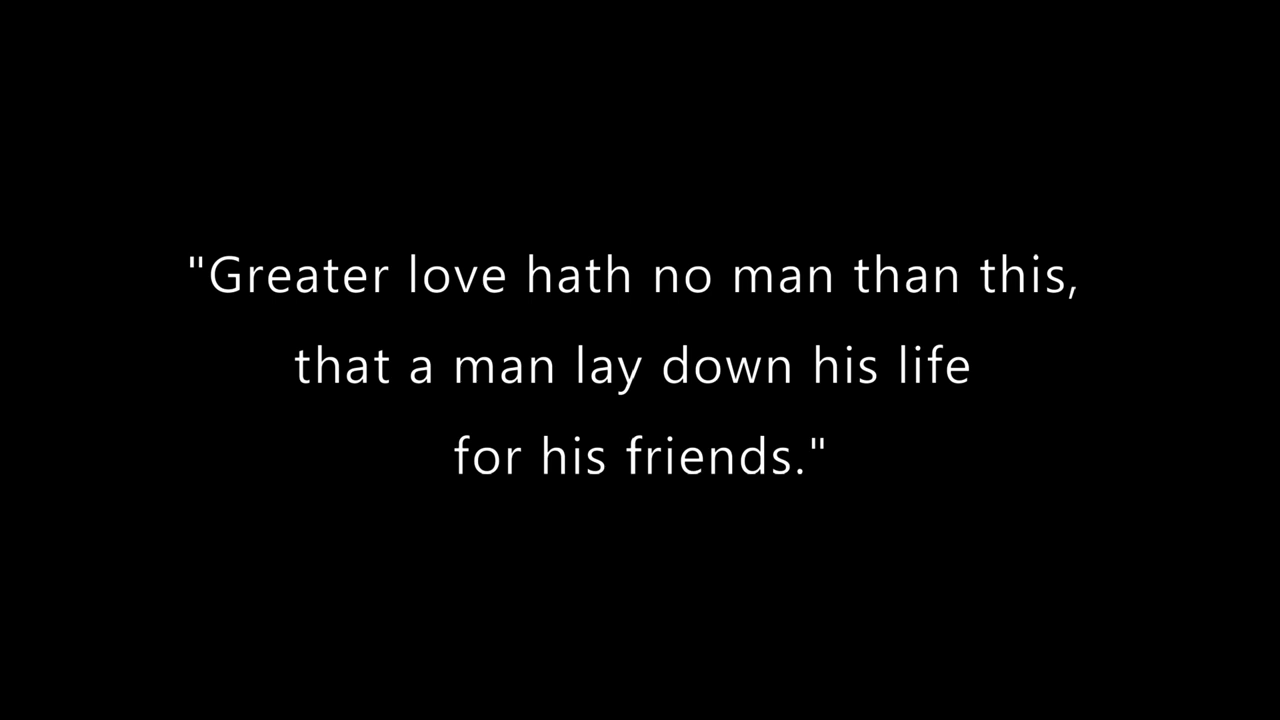 "Greater love hath no man than this,
that a man lay down his life
for his friends."